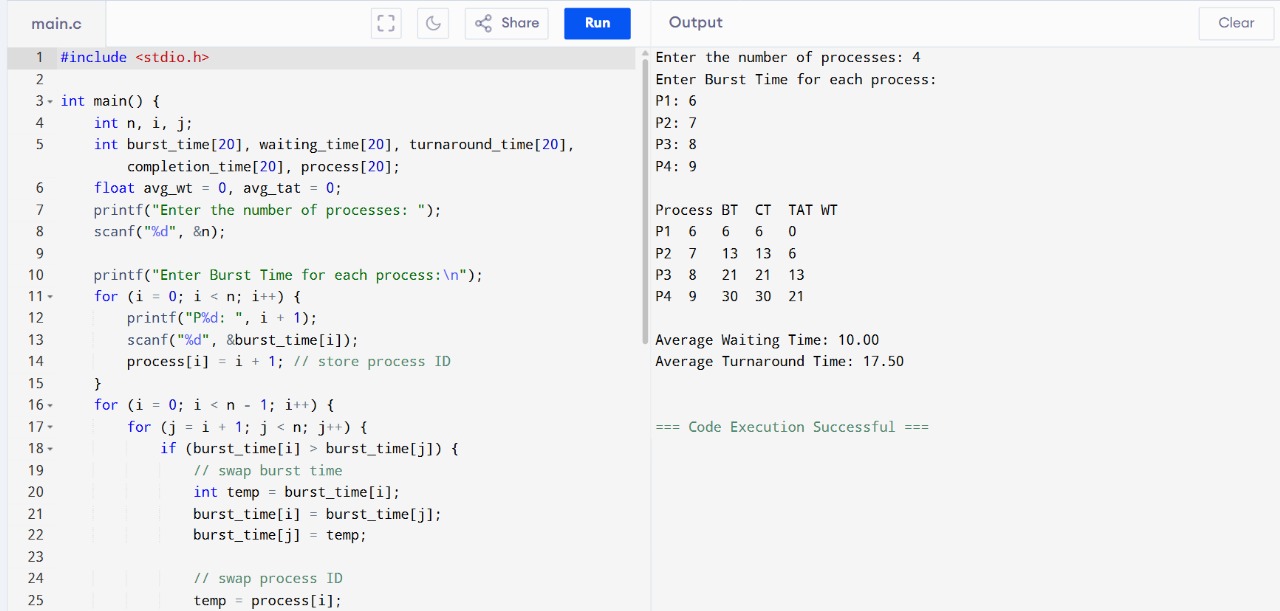 main.c
Share
Run
Output
Clear
1 #include <stdio.h>
2
3 int main() {
4 int n, i, j;
5 int burst_time[20], waiting_time[20], turnaround_time[20],
completion_time[20], process[20];
6 float avg_wt = 0, avg_tat = 0;
7 printf("Enter the number of processes: ");
8 scanf("%d", &n);
9
10 printf("Enter Burst Time for each process:\n");
11 for (i = 0; i < n; i++) {
12 printf("P%d: ", i + 1);
13 scanf("%d", &burst_time[i]);
14 process[i] = i + 1; // store process ID
15 }
16 for (i = 0; i < n - 1; i++) {
17 for (j = i + 1; j < n; j++) {
18 if (burst_time[i] > burst_time[j]) {
19 // swap burst time
20 int temp = burst_time[i];
21 burst_time[i] = burst_time[j];
22 burst_time[j] = temp;
23
24 // swap process ID
25 temp = process[i];
Enter the number of processes: 4
Enter Burst Time for each process:
P1: 6
P2: 7
P3: 8
P4: 9
Process BT CT TAT WT
P1 6 6 6 0
P2 7 13 13 6
P3 8 21 21 13
P4 9 30 30 21
Average Waiting Time: 10.00
Average Turnaround Time: 17.50
=== Code Execution Successful ===